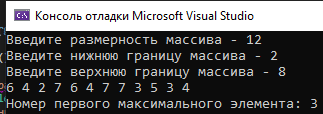 Консоль отладки Microsoft Visual Studio
Введите размерность массива - 12
Введите нижнюю границу массива - 2
Введите верхнюю границу массива - 8
6 4 2 7 6 4 7 7 3 5 3 4
Номер первого максимального элемента: 3